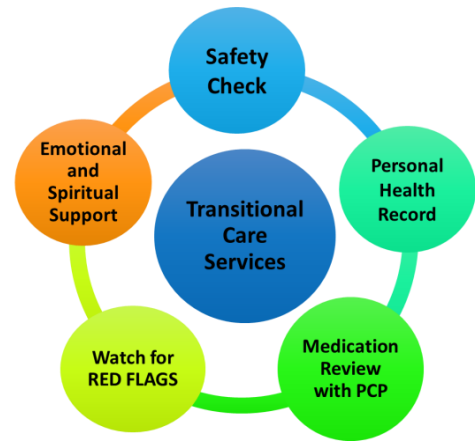 Safety
Check
Emotional
and
Spiritual
Support
Personal
Health
Record
Transitional
Care
Services
Watch for
RED FLAGS
Medication
Review
with PCP